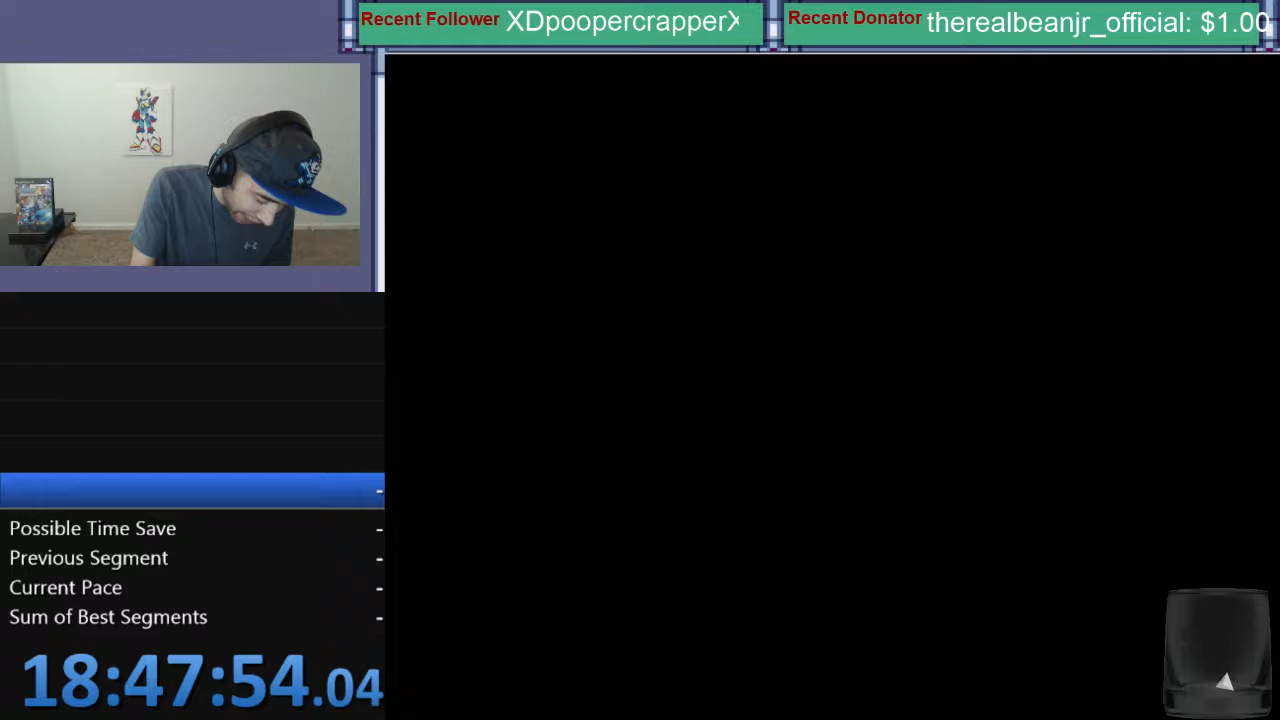 Recent Follower XDpoopercrapperX
Recent Donator therealbeanjr_official: $1.00
-
Possible Time Save -
Previous Segment -
Current Pace -
Sum of Best Segments -
18:47:54.04